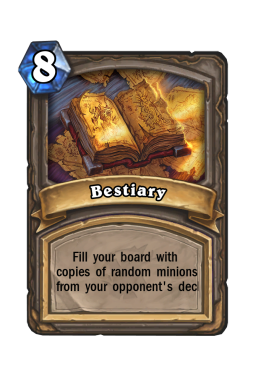 8
Bestiary
Fill your board with
copies of random minions
from your opponent's dec